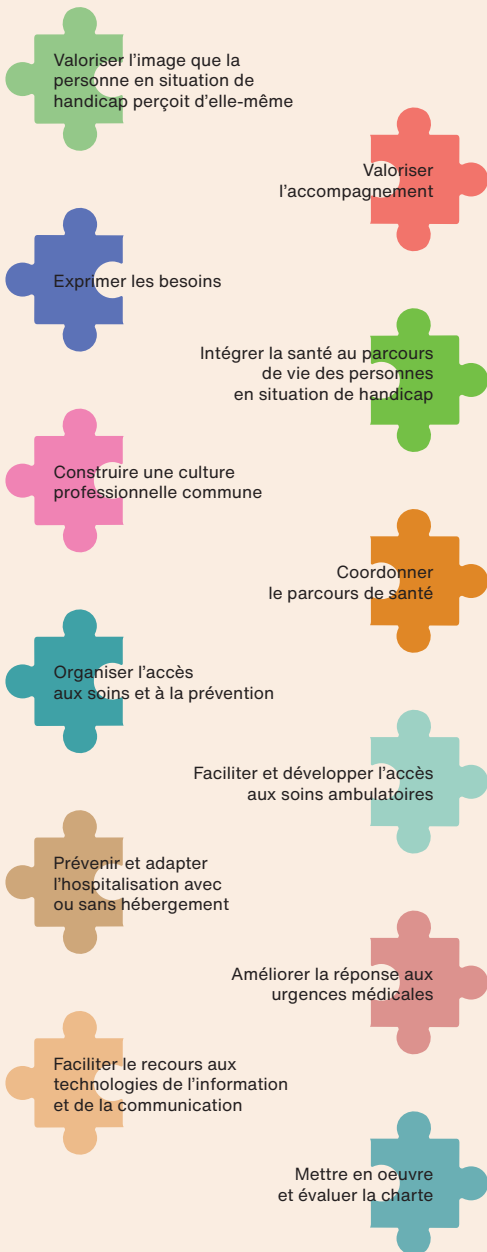 Valoriser l’image que la
personne en situation de
handicap perçoit d’elle-même
Valoriser
l’accompagnement
Exprimer les besoins
Intégrer la santé au parcours
de vie des personnes
en situation de handicap
Construire une culture
professionnelle commune
Coordonner
le parcours de santé
Organiser l’accès
aux soins et à la prévention
Faciliter et développer l’accès
aux soins ambulatoires
Prévenir et adapter
l’hospitalisation avec
ou sans hébergement
Améliorer la réponse aux
urgences médicales
Faciliter le recours aux
technologies de l’information
et de la communication
Mettre en oeuvre
et évaluer la charte